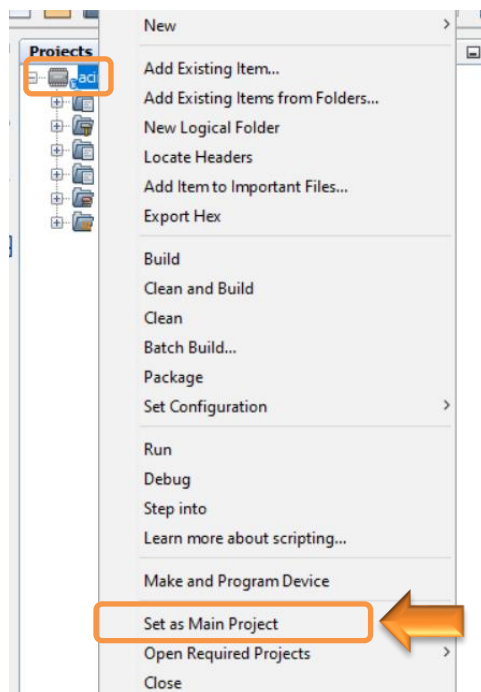 Projects
New
Add Existing Item...
Add Existing Items from Folders...
New Logical Folder
Locate Headers
Add Item to Important Files...
Export Hex
Build
Clean and Build
Clean
Batch Build...
Package
Set Configuration
Run
Debug
Step into
Learn more about scripting...
Make and Program Device
Set as Main Project
Open Required Projects
Close